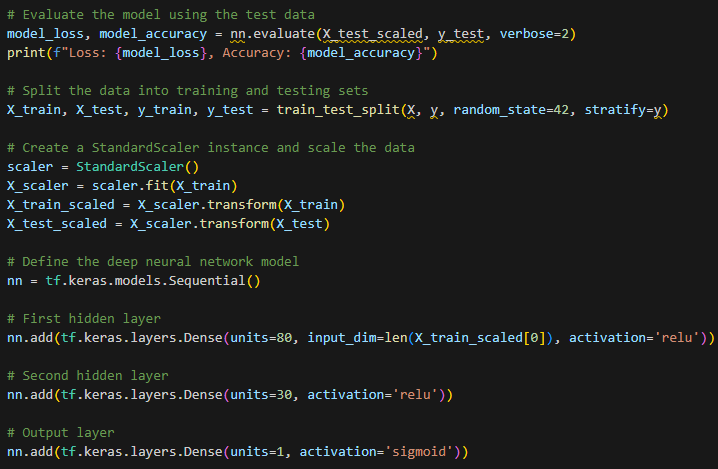 # Evaluate the model using the test data
model_loss, model_accuracy = nn.evaluate(X_test_scaled, y_test, verbose=2)
print(f"Loss: {model_loss}, Accuracy: {model_accuracy}")
# Split the data into training and testing sets
X_train, X_test, y_train, y_test = train_test_split(X, y, random_state=42, stratify=y)
# Create a StandardScaler instance and scale the data
scaler = StandardScaler()
X_scaler = scaler.fit(X_train)
X_train_scaled = X_scaler.transform(X_train)
X_test_scaled = X_scaler.transform(X_test)
# Define the deep neural network model
nn = tf.keras.models.Sequential()
# First hidden layer
nn.add(tf.keras.layers.Dense(units=80, input_dim=len(X_train_scaled[0]), activation='relu'))
# Second hidden layer
nn.add(tf.keras.layers.Dense(units=30, activation='relu'))
# Output layer
nn.add(tf.keras.layers.Dense(units=1, activation='sigmoid'))